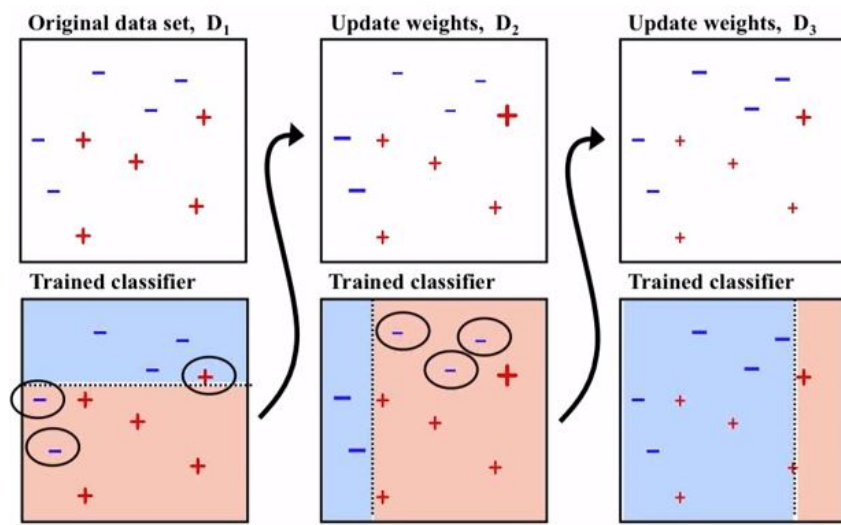 Original data set, D₁
Update weights, D₂
Update weights, D₃
Trained classifier
Trained classifier
Trained classifier